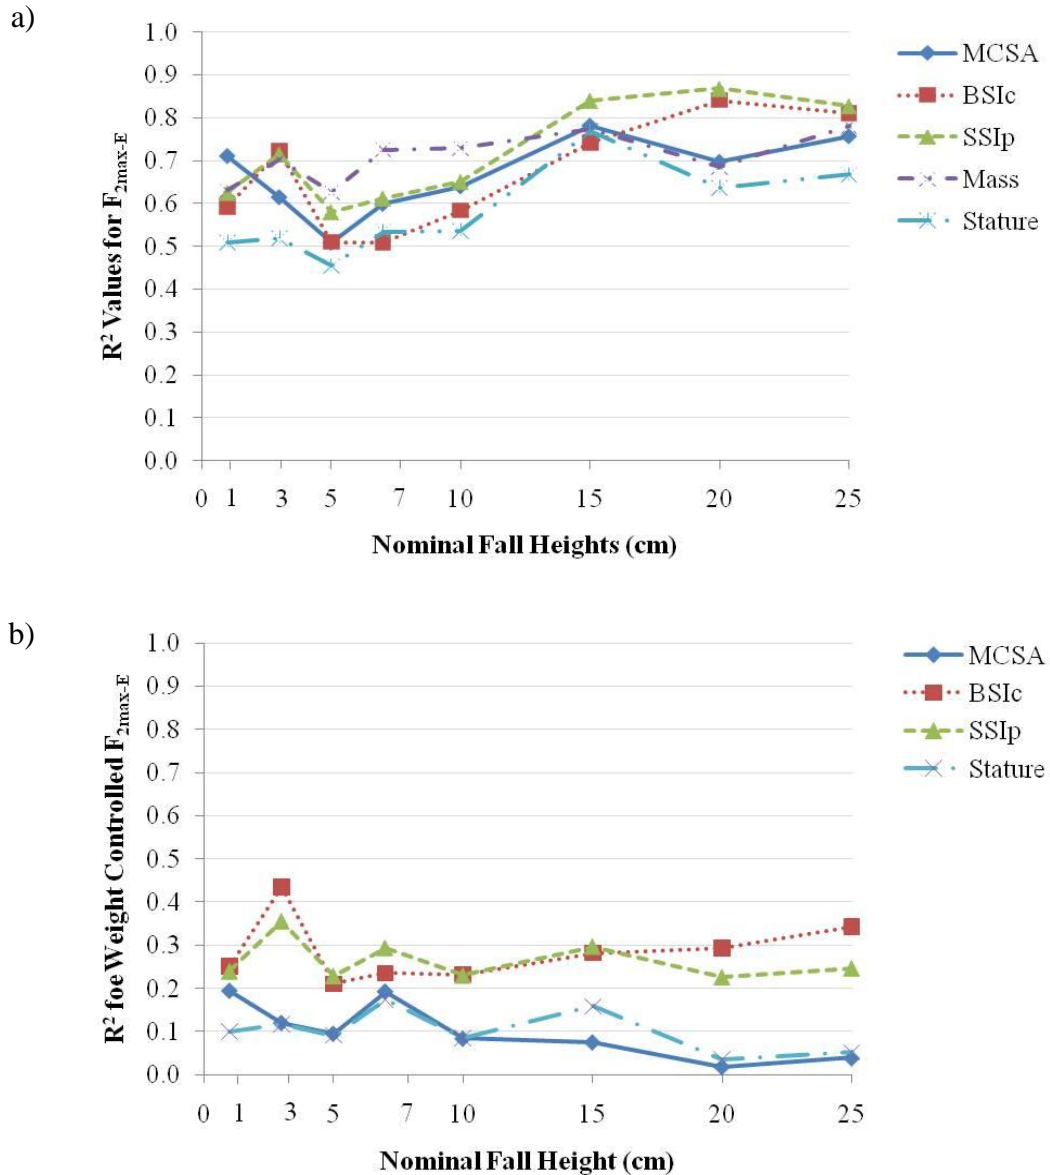 a)
1.0
0.9
0.8
0.7
0.6
0.5
0.4
0.3
0.2
0.1
0.0
R² Values for F2max-E
0 1 3 5 7 10 15 20 25
Nominal Fall Heights (cm)
MCSA
BSIc
SSIp
Mass
Stature
b)
1.0
0.9
0.8
0.7
0.6
0.5
0.4
0.3
0.2
0.1
0.0
R² foe Weight Controlled F2max-E
0 1 3 5 7 10 15 20 25
Nominal Fall Height (cm)
MCSA
BSIc
SSIp
Stature